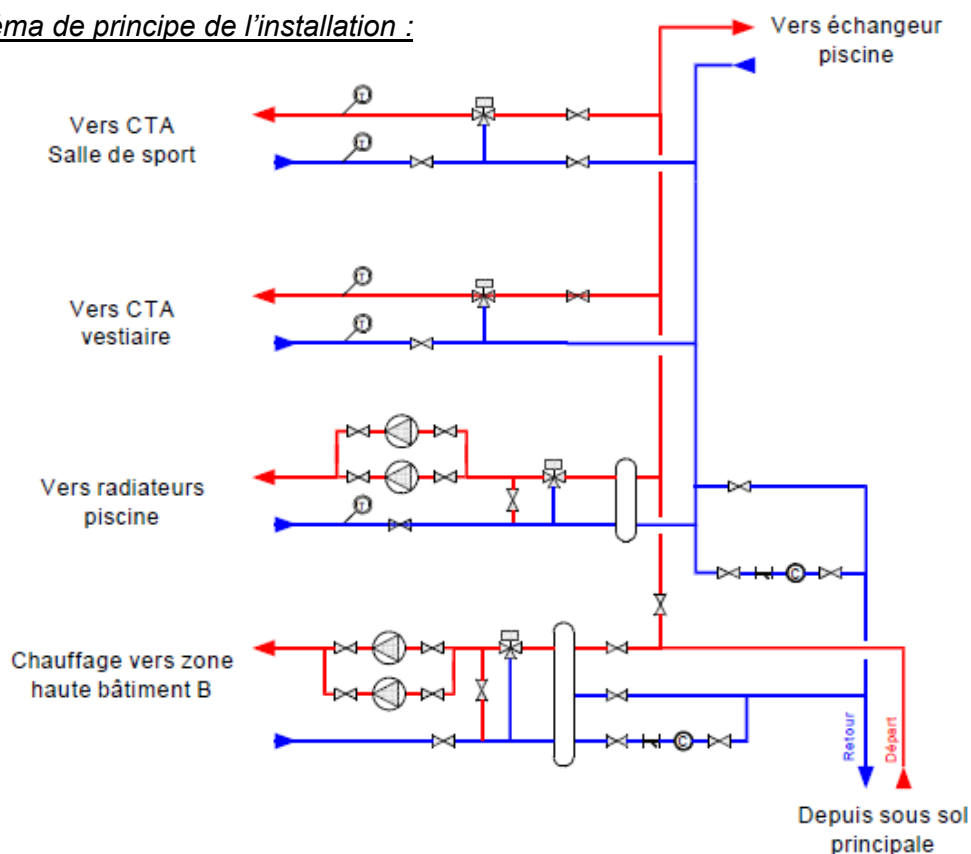 éma de principe de l’installation :
Vers échangeur
piscine
Vers CTA
Salle de sport
T
T
Vers CTA
vestiaire
T
T
Vers radiateurs
piscine
T
C
Chauffage vers zone
haute bâtiment B
C
Retour
Départ
Depuis sous sol
principale